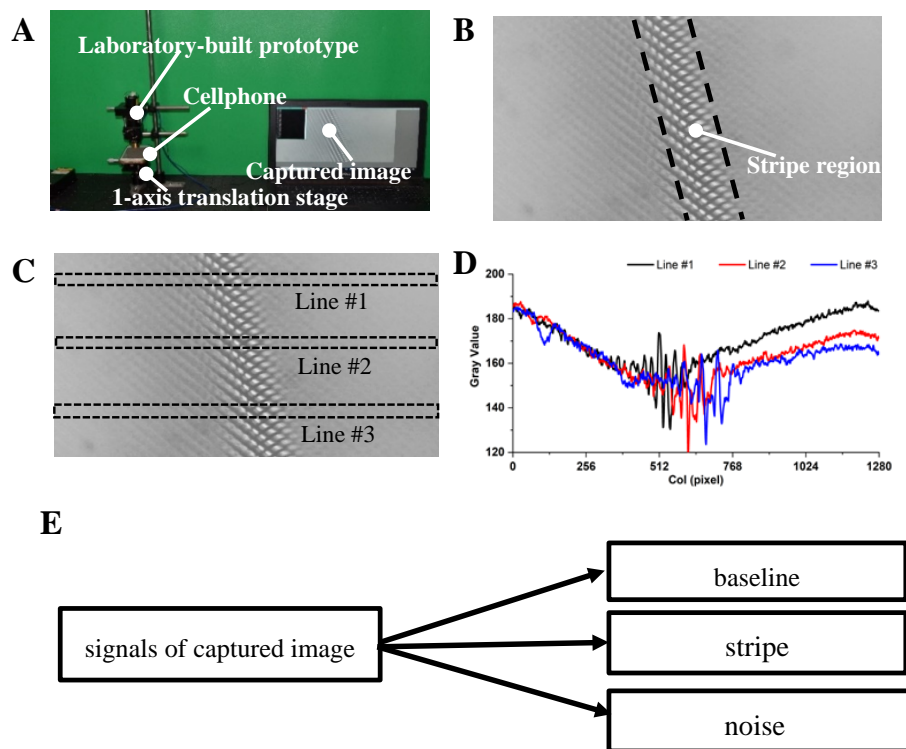 A
Laboratory-built prototype
Cellphone
Captured image
1-axis translation stage
B
Stripe region
C
Line #1
Line #2
Line #3
D
Line #1 Line #2 Line #3
200
180
160
140
120
Gray Value
0 256 512 768 1024 1280
Col (pixel)
E
signals of captured image
baseline
stripe
noise